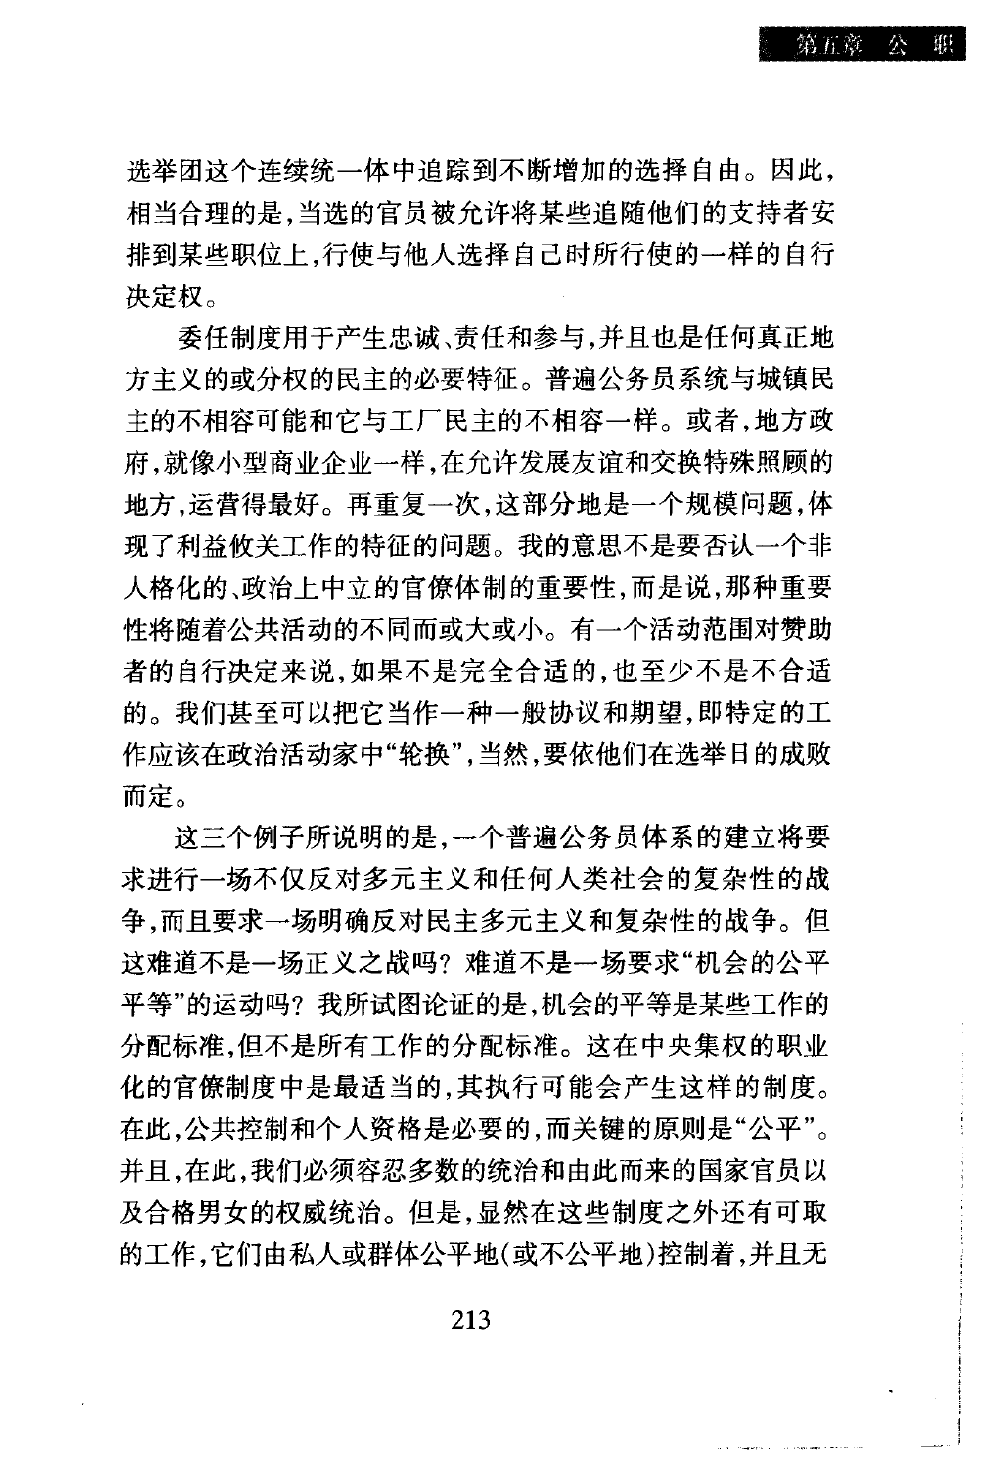 第五章 公 职
选举团这个连续统一体中追踪到不断增加的选择自由。因此，
相当合理的是，当选的官员被允许将某些追随他们的支持者安
排到某些职位上，行使与他人选择自己时所行使的一样的自行
决定权。
委任制度用于产生忠诚、责任和参与，并且也是任何真正地
方主义的或分权的民主的必要特征。普遍公务员系统与城镇民
主的不相容可能和它与工厂民主的不相容一样。或者，地方政
府，就像小型商业企业一样，在允许发展友谊和交换特殊照顾的
地方，运营得最好。再重复一次，这部分地是一个规模问题，体
现了利益攸关工作的特征的问题。我的意思不是要否认一个非
人格化的、政治上中立的官僚体制的重要性，而是说，那种重要
性将随着公共活动的不同而或大或小。有一个活动范围对赞助
者的自行决定来说，如果不是完全合适的，也至少不是不合适
的。我们甚至可以把它当作一种一般协议和期望，即特定的工
作应该在政治活动家中“轮换”，当然，要依他们在选举日的成败
而定。
这三个例子所说明的是，一个普遍公务员体系的建立将要
求进行一场不仅反对多元主义和任何人类社会的复杂性的战
争，而且要求一场明确反对民主多元主义和复杂性的战争。但
这难道不是一场正义之战吗？难道不是一场要求“机会的公平
平等”的运动吗？我所试图论证的是，机会的平等是某些工作的
分配标准，但不是所有工作的分配标准。这在中央集权的职业
化的官僚制度中是最适当的，其执行可能会产生这样的制度。
在此，公共控制和个人资格是必要的，而关键的原则是“公平”。
并且，在此，我们必须容忍多数的统治和由此而来的国家官员以
及合格男女的权威统治。但是，显然在这些制度之外还有可取
的工作，它们由私人或群体公平地（或不公平地）控制着，并且无
213